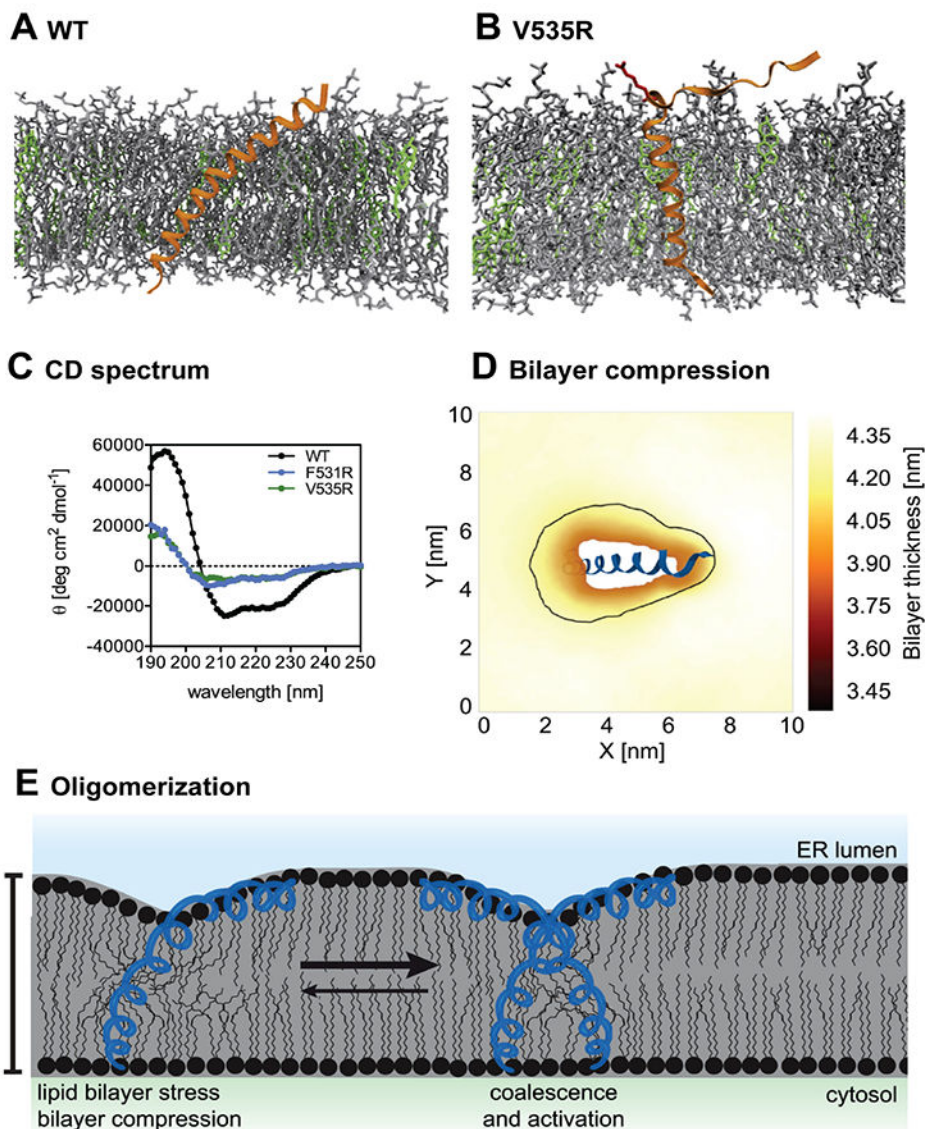 A WT
B V535R
C CD spectrum
60000
40000
20000
0
-20000
-40000
θ [deg cm² dmol⁻¹]
WT
F531R
V535R
190 200 210 220 230 240 250
wavelength [nm]
D Bilayer compression
10
8
6
4
2
0
Y [nm]
0 2 4 6 8 10
X [nm]
4.35
4.20
4.05
3.90
3.75
3.60
3.45
Bilayer thickness [nm]
E Oligomerization
ER lumen
lipid bilayer stress
bilayer compression
coalescence
and activation
cytosol